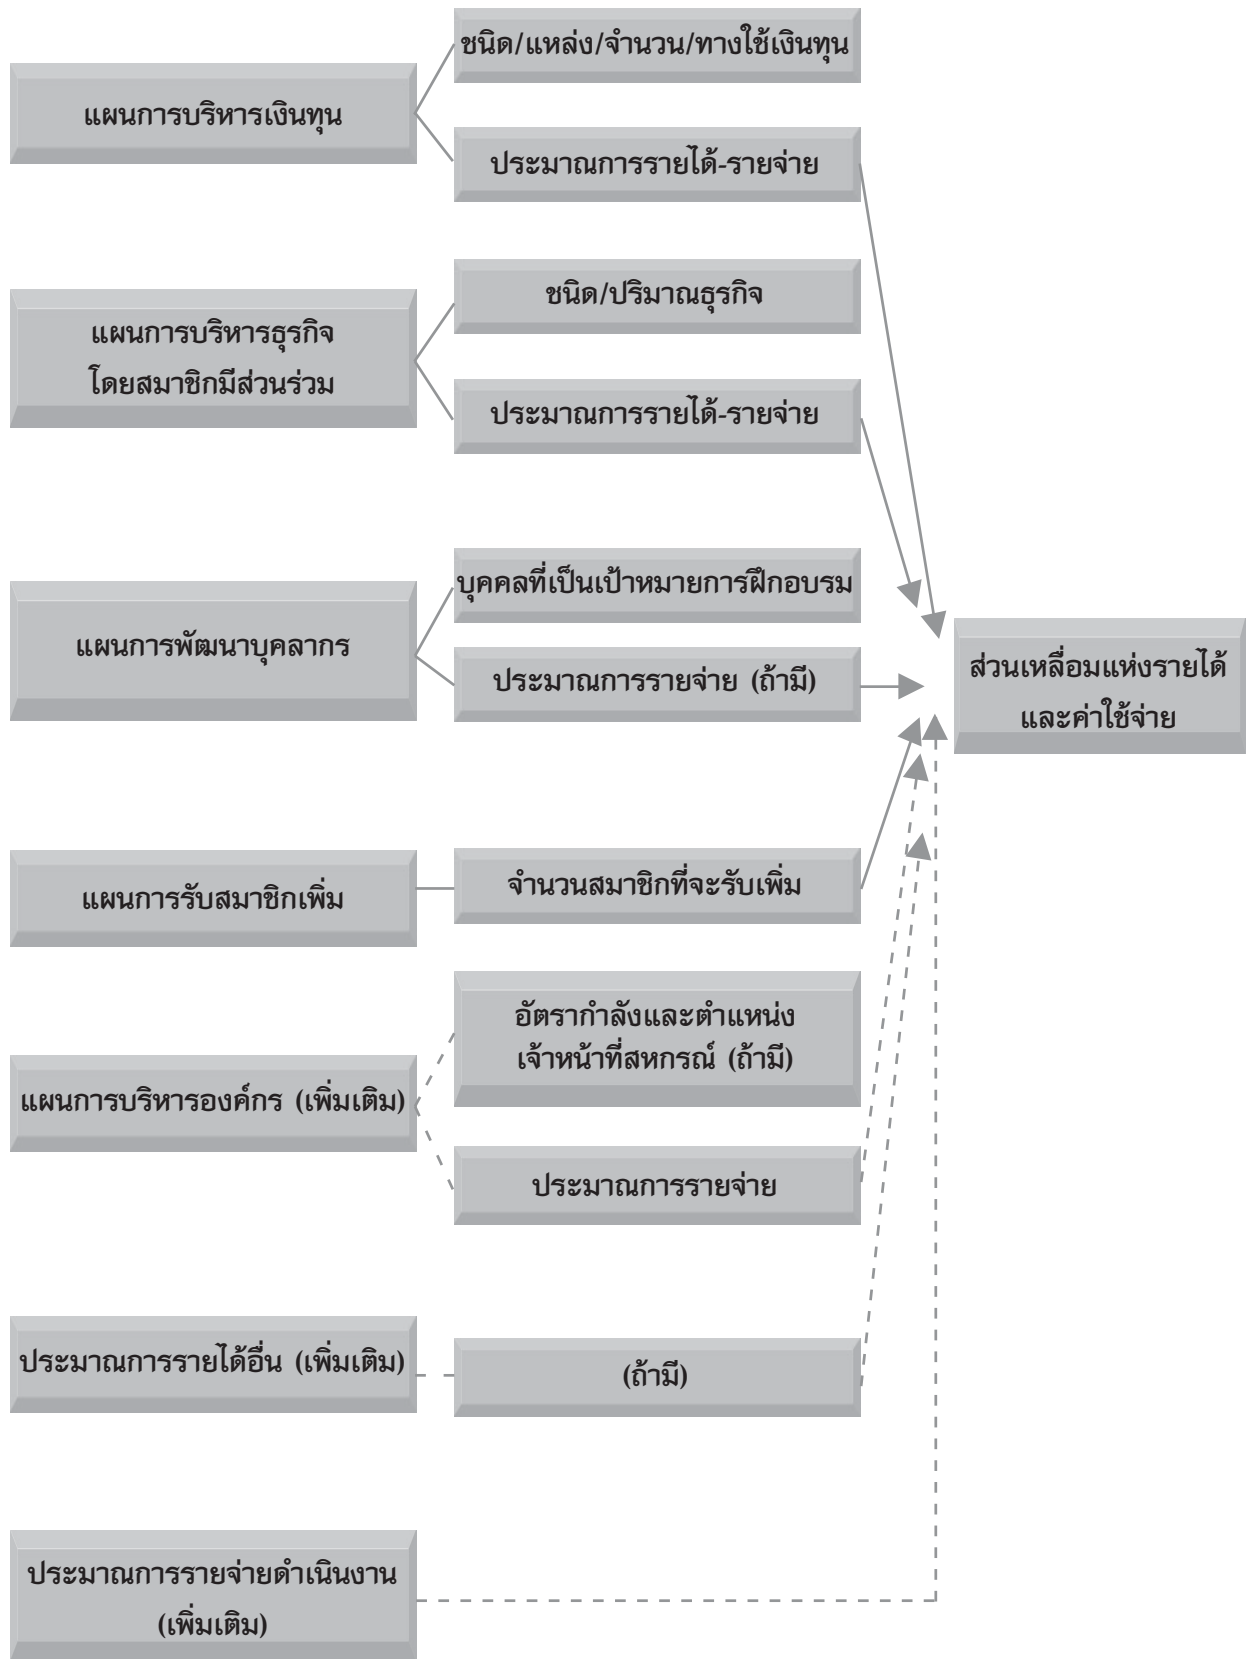 ชนิด/แหล่ง/จำนวน/ทางใช้เงินทุน
แผนการบริหารเงินทุน
ประมาณการรายได้-รายจ่าย
ชนิด/ปริมาณธุรกิจ
แผนการบริหารธุรกิจ
โดยสมาชิกมีส่วนร่วม
ประมาณการรายได้-รายจ่าย
บุคคลที่เป็นเป้าหมายการฝึกอบรม
แผนการพัฒนาบุคลากร
ประมาณการรายจ่าย (ถ้ามี)
ส่วนเหลื่อมแห่งรายได้
และค่าใช้จ่าย
แผนการรับสมาชิกเพิ่ม
จำนวนสมาชิกที่จะรับเพิ่ม
อัตรากำลังและตำแหน่ง
เจ้าหน้าที่สหกรณ์ (ถ้ามี)
แผนการบริหารองค์กร (เพิ่มเติม)
ประมาณการรายจ่าย
ประมาณการรายได้อื่น (เพิ่มเติม)
(ถ้ามี)
ประมาณการรายจ่ายดำเนินงาน
(เพิ่มเติม)